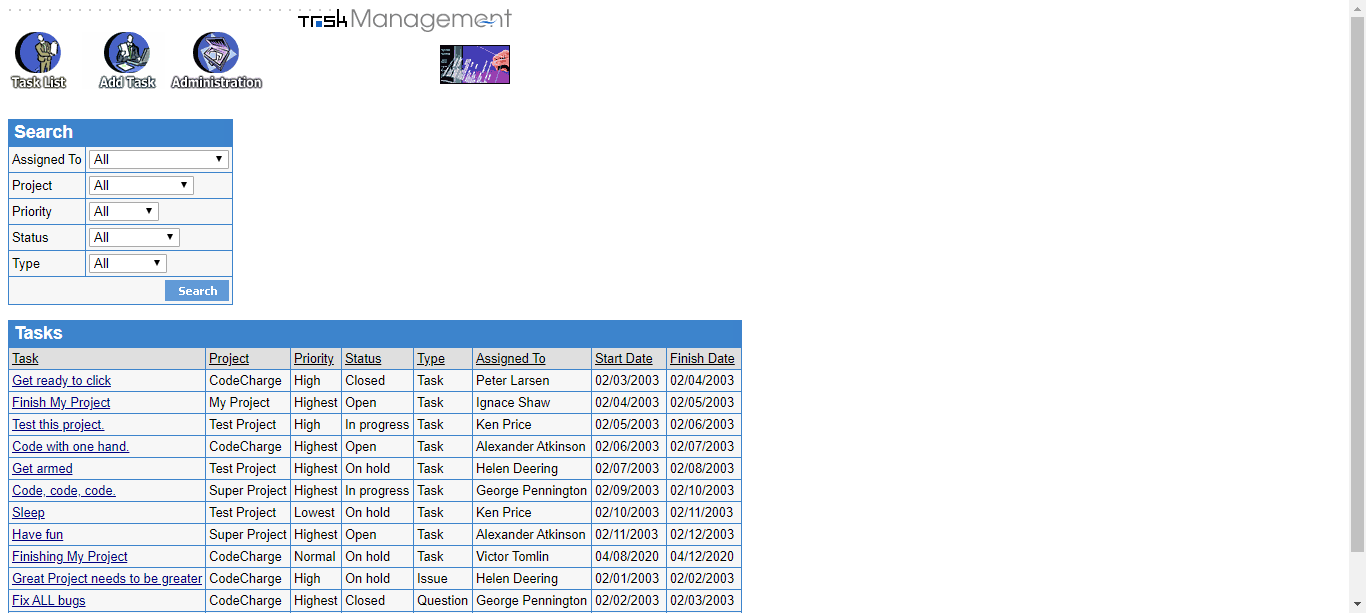 Task Management
Task List Add Task Administration
Search
Assigned To All
Project All
Priority All
Status All
Type All
Search
Tasks
Task Project Priority Status Type Assigned To Start Date Finish Date
Get ready to click CodeCharge High Closed Task Peter Larsen 02/03/2003 02/04/2003
Finish My Project My Project Highest Open Task Ignace Shaw 02/04/2003 02/05/2003
Test this project. Test Project High In progress Task Ken Price 02/05/2003 02/06/2003
Code with one hand. CodeCharge Highest Open Task Alexander Atkinson 02/06/2003 02/07/2003
Get armed Test Project Highest On hold Task Helen Deering 02/07/2003 02/08/2003
Code, code, code. Super Project Highest In progress Task George Pennington 02/09/2003 02/10/2003
Sleep Test Project Lowest On hold Task Ken Price 02/10/2003 02/11/2003
Have fun Super Project Highest Open Task Alexander Atkinson 02/11/2003 02/12/2003
Finishing My Project CodeCharge Normal On hold Task Victor Tomlin 04/08/2020 04/12/2020
Great Project needs to be greater CodeCharge High On hold Issue Helen Deering 02/01/2003 02/02/2003
Fix ALL bugs CodeCharge Highest Closed Question George Pennington 02/02/2003 02/03/2003